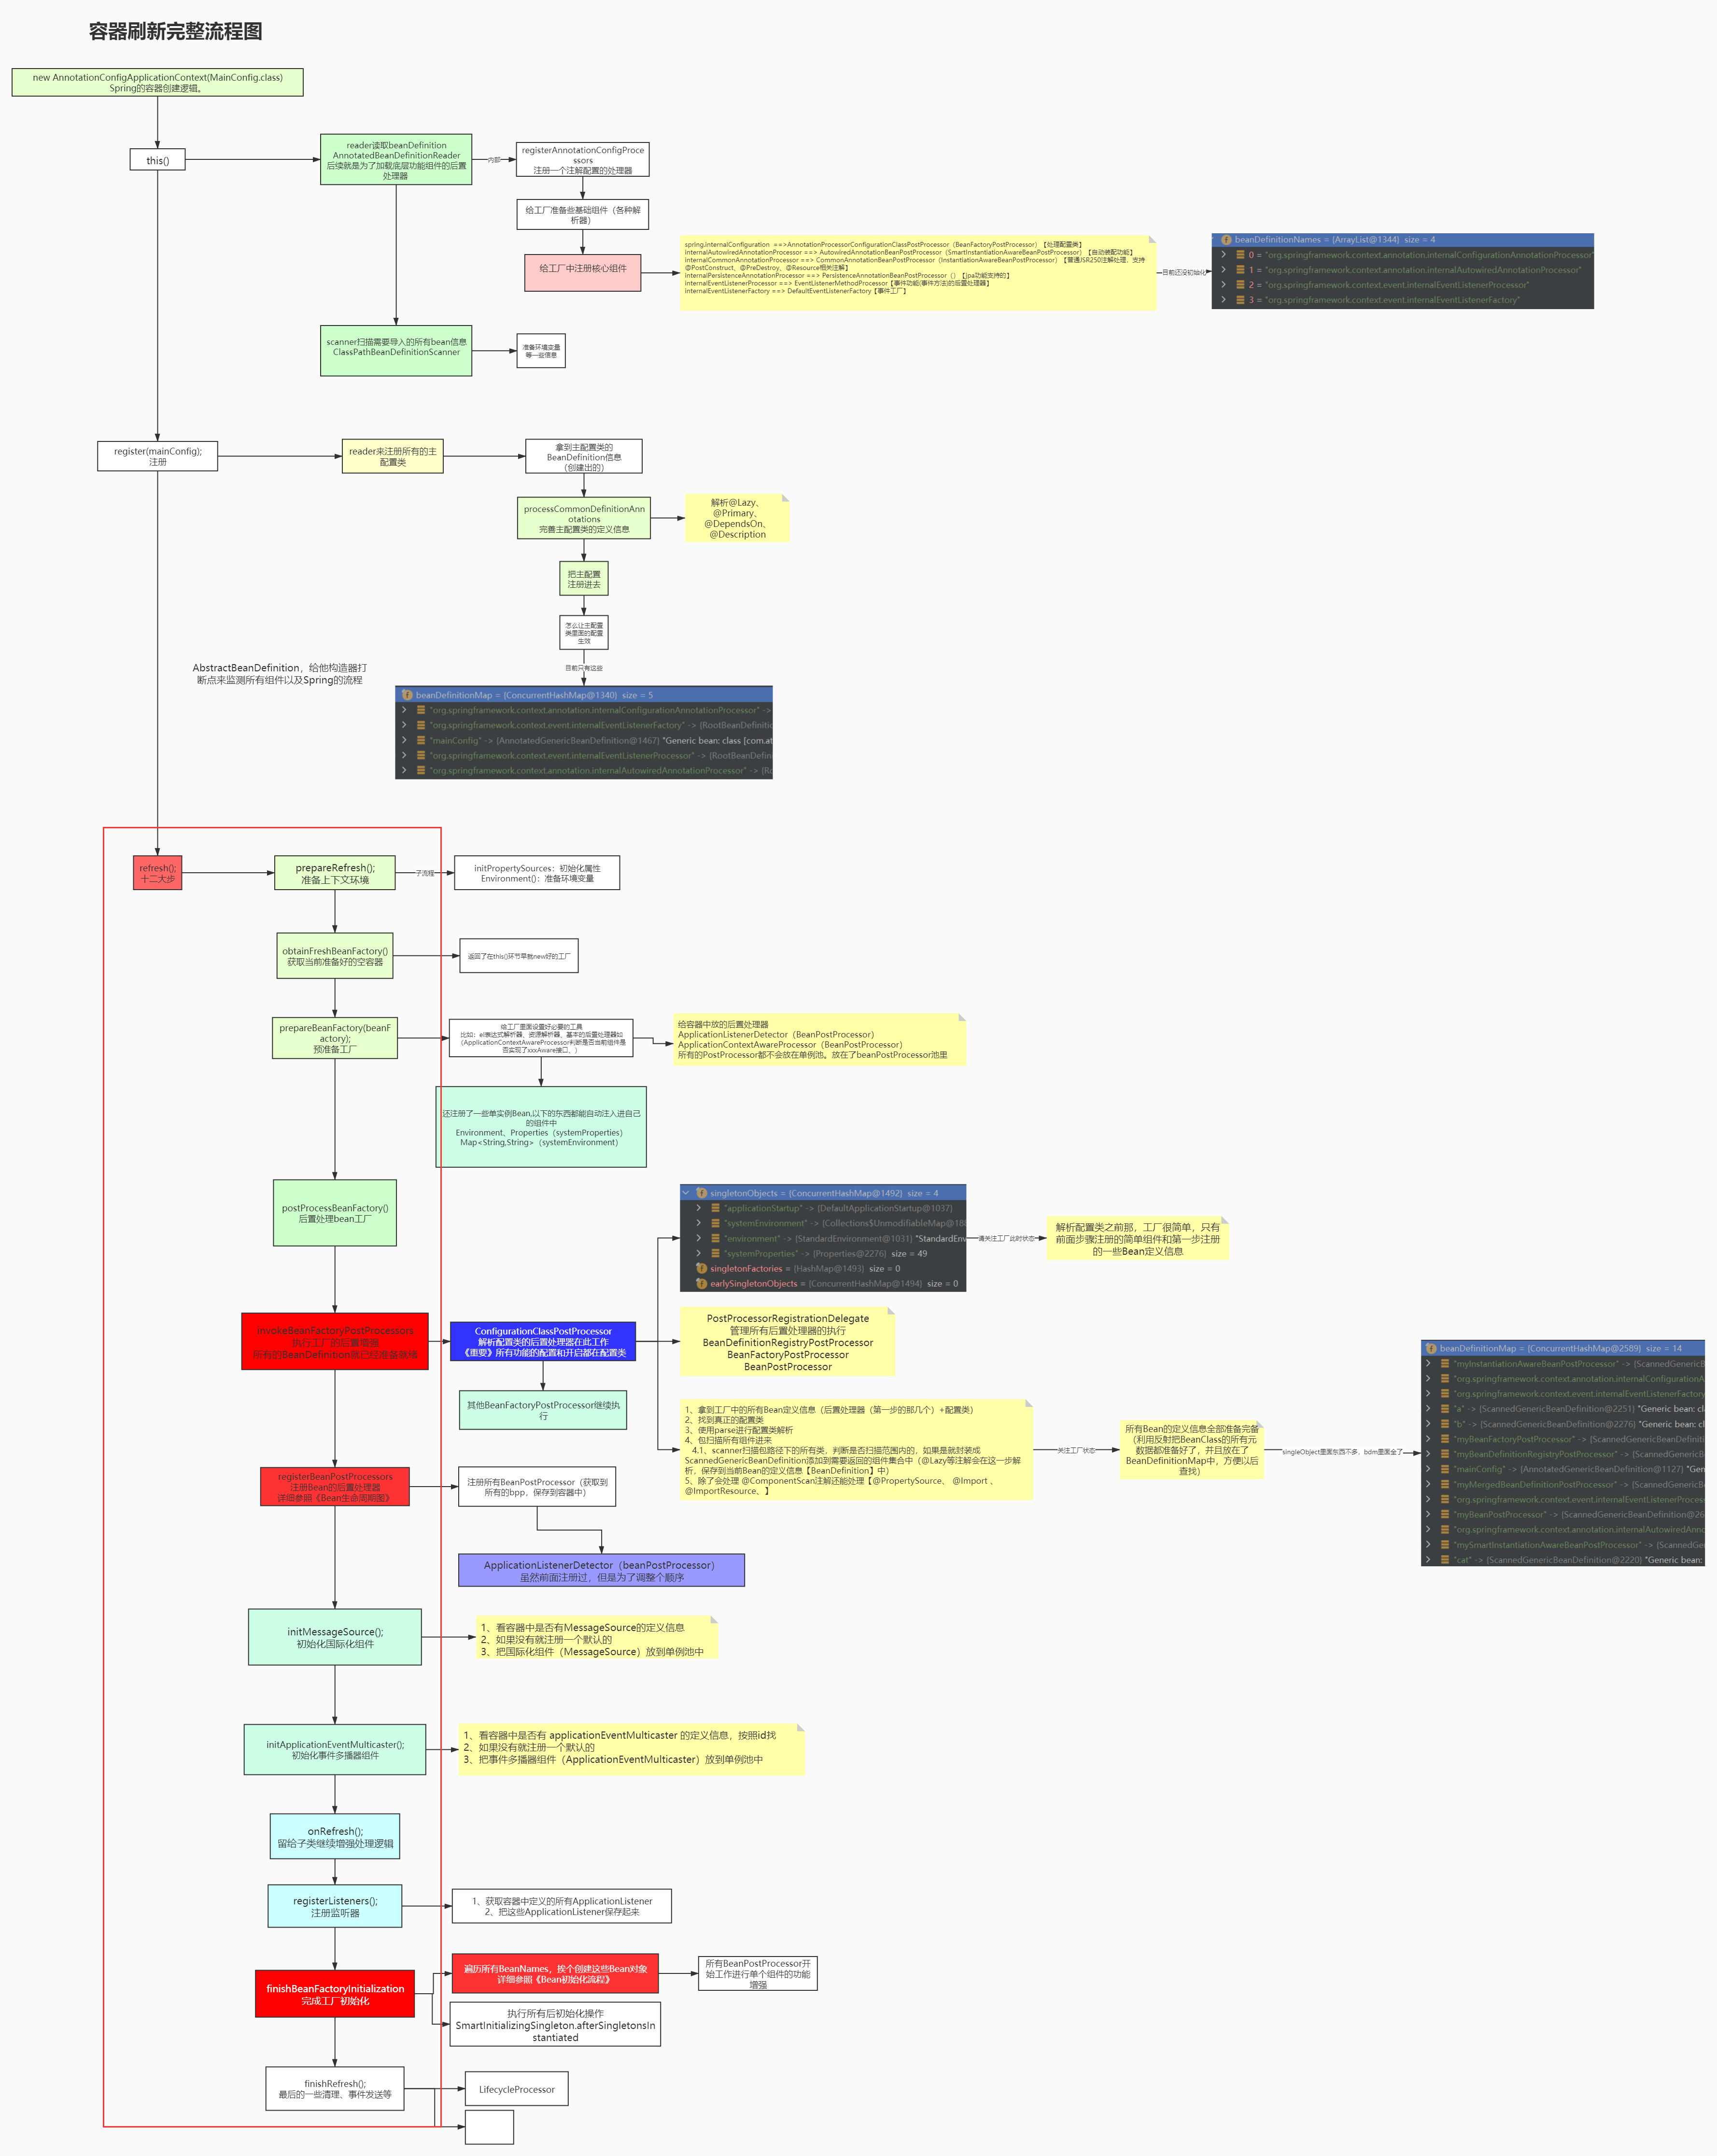 容器刷新完整流程图
new AnnotationConfigApplicationContext(MainConfig.class)
Spring的容器创建逻辑。
this()
reader读取beanDefinition
AnnotatedBeanDefinitionReader
后续就是为了加载底层功能组件的后置
处理器
内部
registerAnnotationConfigProce
ssors
注册一个注解配置的处理器
给工厂准备些基础组件（各种解
析器）
给工厂中注册核心组件
spring.internalConfiguration ==>AnnotationProcessorConfigurationClassPostProcessor（BeanFactoryPostProcessor）【处理配置类】
internalAutowiredAnnotationProcessor ==> AutowiredAnnotationBeanPostProcessor（SmartInstantiationAwareBeanPostProcessor）【自动装配功能】
internalCommonAnnotationProcessor ==> CommonAnnotationBeanPostProcessor（InstantiationAwareBeanPostProcessor）【普通JSR250注解处理，支持
@PostConstruct、@PreDestroy、@Resource相关注解】
internalPersistenceAnnotationProcessor ==> PersistenceAnnotationBeanPostProcessor（）【jpa功能支持的】
internalEventListenerProcessor ==> EventListenerMethodProcessor【事件功能(事件方法)的后置处理器】
internalEventListenerFactory ==> DefaultEventListenerFactory【事件工厂】
目前还没初始化
beanDefinitionNames = {ArrayList@1344} size = 4
0 = "org.springframework.context.annotation.internalConfigurationAnnotationProcessor"
1 = "org.springframework.context.annotation.internalAutowiredAnnotationProcessor"
2 = "org.springframework.context.event.internalEventListenerProcessor"
3 = "org.springframework.context.event.internalEventListenerFactory"
scanner扫描需要导入的所有bean信息
ClassPathBeanDefinitionScanner
准备环境变量
等一些信息
register(mainConfig);
注册
reader来注册所有的主
配置类
拿到主配置类的
BeanDefinition信息
（创建出的）
processCommonDefinitionAnn
otations
完善主配置类的定义信息
解析@Lazy、
@Primary、
@DependsOn、
@Description
把主配置
注册进去
怎么让主配置
类里面的配置
生效
目前只有这些
AbstractBeanDefinition，给他构造器打
断点来监测所有组件以及Spring的流程
beanDefinitionMap = {ConcurrentHashMap@1340} size = 5
"org.springframework.context.annotation.internalConfigurationAnnotationProcessor" ->
"org.springframework.context.event.internalEventListenerFactory" -> {RootBeanDefinitic
"mainConfig" -> {AnnotatedGenericBeanDefinition@1467} "Generic bean: class [com.at
"org.springframework.context.event.internalEventListenerProcessor" -> {RootBeanDefin
"org.springframework.context.annotation.internalAutowiredAnnotationProcessor" -> {Ro
refresh();
十二大步
prepareRefresh();
准备上下文环境
子流程
initPropertySources：初始化属性
Environment()：准备环境变量
obtainFreshBeanFactory()
获取当前准备好的空容器
返回了在this()环节早就new好的工厂
prepareBeanFactory(beanF
actory);
预准备工厂
给工厂里面设置好必要的工具
比如：el表达式解析器、资源解析器、基本的后置处理器如
（ApplicationContextAwareProcessor判断是否当前组件是
否实现了xxxAware接口，）
给容器中放的后置处理器
ApplicationListenerDetector（BeanPostProcessor）
ApplicationContextAwareProcessor（BeanPostProcessor）
所有的PostProcessor都不会放在单例池。放在了beanPostProcessor池里
还注册了一些单实例Bean,以下的东西都能自动注入进自己
的组件中
Environment、Properties（systemProperties）
Map<String,String>（systemEnvironment）
postProcessBeanFactory()
后置处理bean工厂
singletonObjects = {ConcurrentHashMap@1492} size = 4
"applicationStartup" -> {DefaultApplicationStartup@1037}
"systemEnvironment" -> {Collections$UnmodifiableMap@188
"environment" -> {StandardEnvironment@1031} "StandardEnv
"systemProperties" -> {Properties@2276} size = 49
singletonFactories = {HashMap@1493} size = 0
earlySingletonObjects = {ConcurrentHashMap@1494} size = 0
请关注工厂此时状态
解析配置类之前那，工厂很简单，只有
前面步骤注册的简单组件和第一步注册
的一些Bean定义信息
invokeBeanFactoryPostProcessors
执行工厂的后置增强
所有的BeanDefinition就已经准备就绪
ConfigurationClassPostProcessor
解析配置类的后置处理器在此工作
《重要》所有功能的配置和开启都在配置类
PostProcessorRegistrationDelegate
管理所有后置处理器的执行
BeanDefinitionRegistryPostProcessor
BeanFactoryPostProcessor
BeanPostProcessor
其他BeanFactoryPostProcessor继续执
行
1、拿到工厂中的所有Bean定义信息（后置处理器（第一步的那几个）+配置类）
2、找到真正的配置类
3、使用parse进行配置类解析
4、包扫描所有组件进来
4.1、scanner扫描包路径下的所有类，判断是否扫描范围内的，如果是就封装成
ScannedGenericBeanDefinition添加到需要返回的组件集合中（@Lazy等注解会在这一步解
析，保存到当前Bean的定义信息【BeanDefinition】中）
5、除了会处理 @ComponentScan注解还能处理【@PropertySource、 @Import 、
@ImportResource、】
关注工厂状态
所有Bean的定义信息全部准备完备
（利用反射把BeanClass的所有元
数据都准备好了，并且放在了
BeanDefinitionMap中，方便以后
查找）
singleObject里面东西不多，bdm里面全了
beanDefinitionMap = {ConcurrentHashMap@2589} size = 14
"myInstantiationAwareBeanPostProcessor" -> {ScannedGenericB
"org.springframework.context.annotation.internalConfigurationA
"org.springframework.context.event.internalEventListenerFactory
"a" -> {ScannedGenericBeanDefinition@2251} "Generic bean: cla
"b" -> {ScannedGenericBeanDefinition@2276} "Generic bean: cl
"myBeanFactoryPostProcessor" -> {ScannedGenericBeanDefinitio
"myBeanDefinitionRegistryPostProcessor" -> {ScannedGenericBe
"mainConfig" -> {AnnotatedGenericBeanDefinition@1127} "Gen
"myMergedBeanDefinitionPostProcessor" -> {ScannedGenericBe
"org.springframework.context.event.internalEventListenerProces
"myBeanPostProcessor" -> {ScannedGenericBeanDefinition@26
"org.springframework.context.annotation.internalAutowiredAnno
"mySmartInstantiationAwareBeanPostProcessor" -> {ScannedGe
"cat" -> {ScannedGenericBeanDefinition@2220} "Generic bean:
registerBeanPostProcessors
注册Bean的后置处理器
详细参照《Bean生命周期图》
注册所有BeanPostProcessor（获取到
所有的bpp，保存到容器中）
ApplicationListenerDetector（beanPostProcessor）
虽然前面注册过，但是为了调整个顺序
initMessageSource();
初始化国际化组件
1、看容器中是否有MessageSource的定义信息
2、如果没有就注册一个默认的
3、把国际化组件（MessageSource）放到单例池中
initApplicationEventMulticaster();
初始化事件多播器组件
1、看容器中是否有 applicationEventMulticaster 的定义信息，按照id找
2、如果没有就注册一个默认的
3、把事件多播器组件（ApplicationEventMulticaster）放到单例池中
onRefresh();
留给子类继续增强处理逻辑
registerListeners();
注册监听器
1、获取容器中定义的所有ApplicationListener
2、把这些ApplicationListener保存起来
finishBeanFactoryInitialization
完成工厂初始化
遍历所有BeanNames，挨个创建这些Bean对象
详细参照《Bean初始化流程》
所有BeanPostProcessor开
始工作进行单个组件的功能
增强
执行所有后初始化操作
SmartInitializingSingleton.afterSingletonsIn
stantiated
finishRefresh();
最后的一些清理、事件发送等
LifecycleProcessor